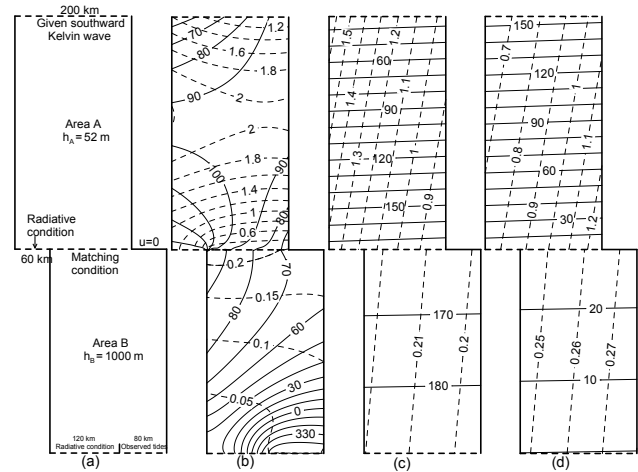 200 km
Given southward
Kelvin wave
Area A
h_A = 52 m
Radiative
condition
u=0
60 km
Matching
condition
Area B
h_B = 1000 m
120 km
Radiative condition
80 km
Observed tides
(a)
70
80
90
1.2
1.6
1.8
2
2
1.8
1.4
1
0.6
100
90
80
0.2
70
0.15
80
60
0.1
30
0.05
0
330
(b)
1.5
1.2
60
1.4
1.1
90
1.3
120
1
150
0.9
170
0.21
0.2
180
(c)
150
0.7
120
1
90
0.8
1.1
60
0.9
30
1.2
20
0.25
0.26
0.27
10
(d)